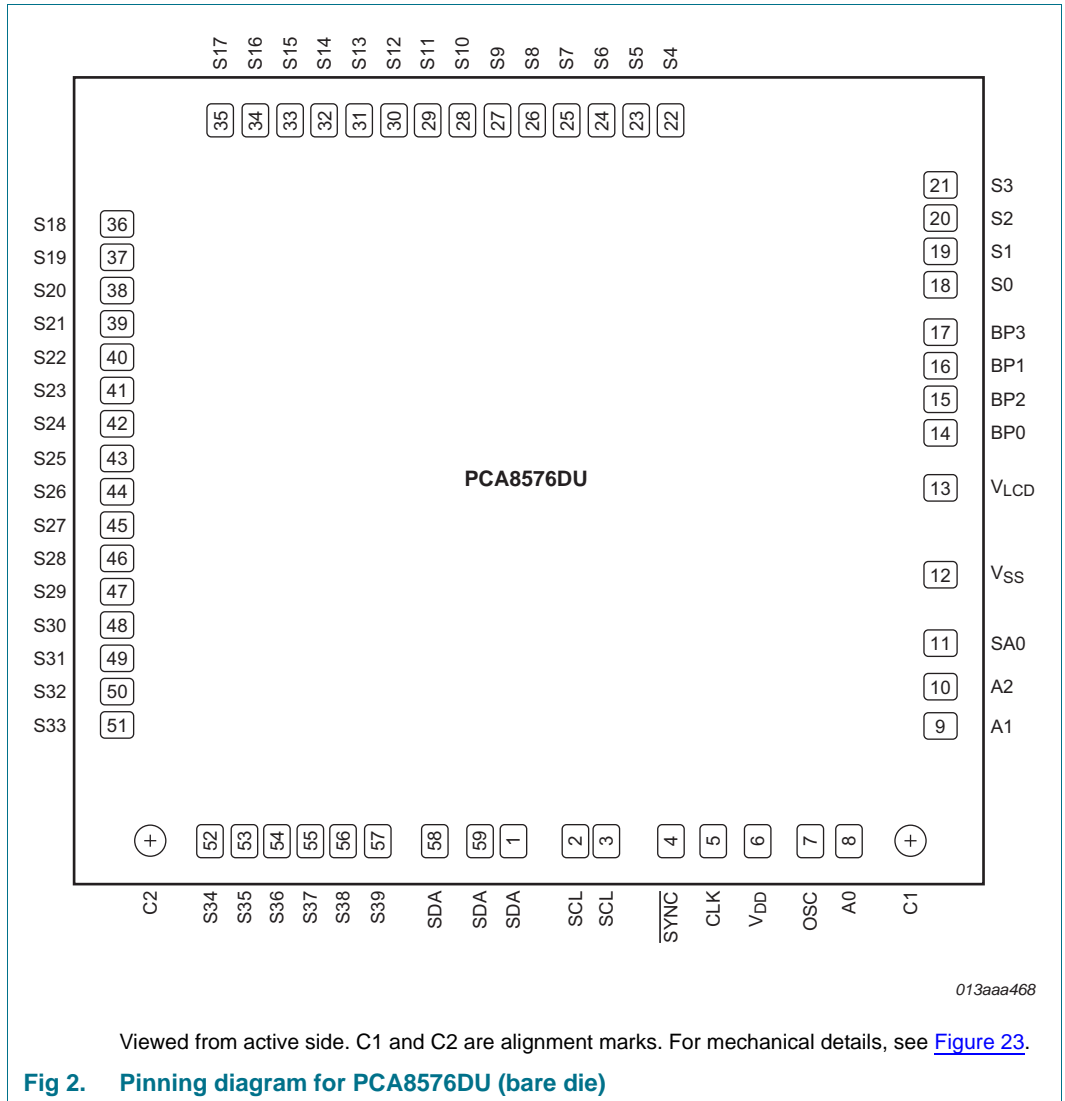 S17 S16 S15 S14 S13 S12 S11 S10 S9 S8 S7 S6 S5 S4
35 34 33 32 31 30 29 28 27 26 25 24 23 22
21 S3
S18 36
20 S2
S19 37
19 S1
S20 38
18 S0
S21 39
17 BP3
S22 40
16 BP1
S23 41
15 BP2
S24 42
14 BP0
S25 43
PCA8576DU
S26 44
13 VLCD
S27 45
S28 46
12 VSS
S29 47
S30 48
11 SA0
S31 49
S32 50
10 A2
S33 51
9 A1
52 53 54 55 56 57 58 59 1 2 3 4 5 6 7 8
C2 S34 S35 S36 S37 S38 S39 SDA SDA SDA SCL SCL SYNC CLK VDD OSC A0 C1
013aaa468
Viewed from active side. C1 and C2 are alignment marks. For mechanical details, see Figure 23.
Fig 2. Pinning diagram for PCA8576DU (bare die)